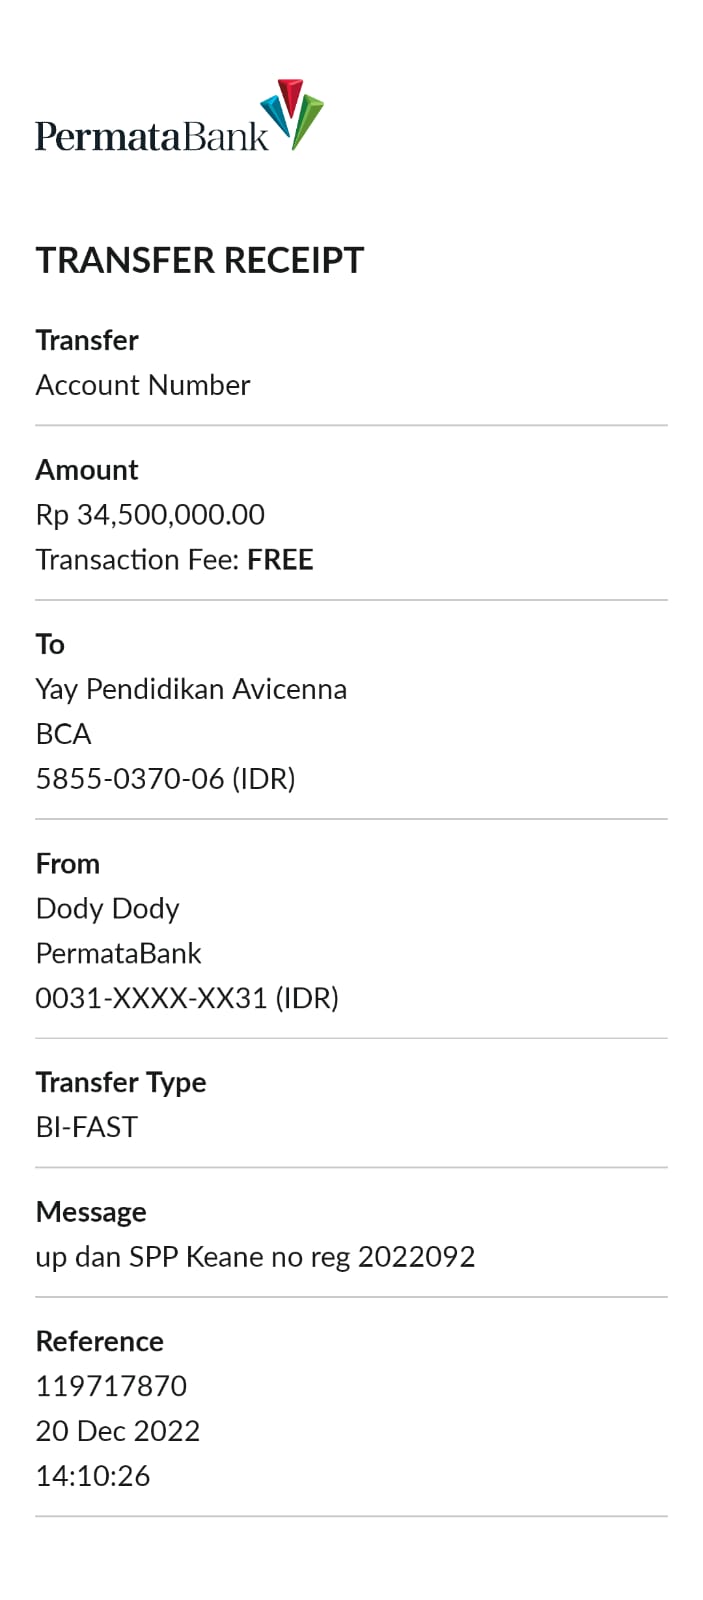 PermataBank
TRANSFER RECEIPT
Transfer
Account Number
Amount
Rp 34,500,000.00
Transaction Fee: FREE
To
Yay Pendidikan Avicenna
BCA
5855-0370-06 (IDR)
From
Dody Dody
PermataBank
0031-XXXX-XX31 (IDR)
Transfer Type
BI-FAST
Message
up dan SPP Keane no reg 2022092
Reference
119717870
20 Dec 2022
14:10:26